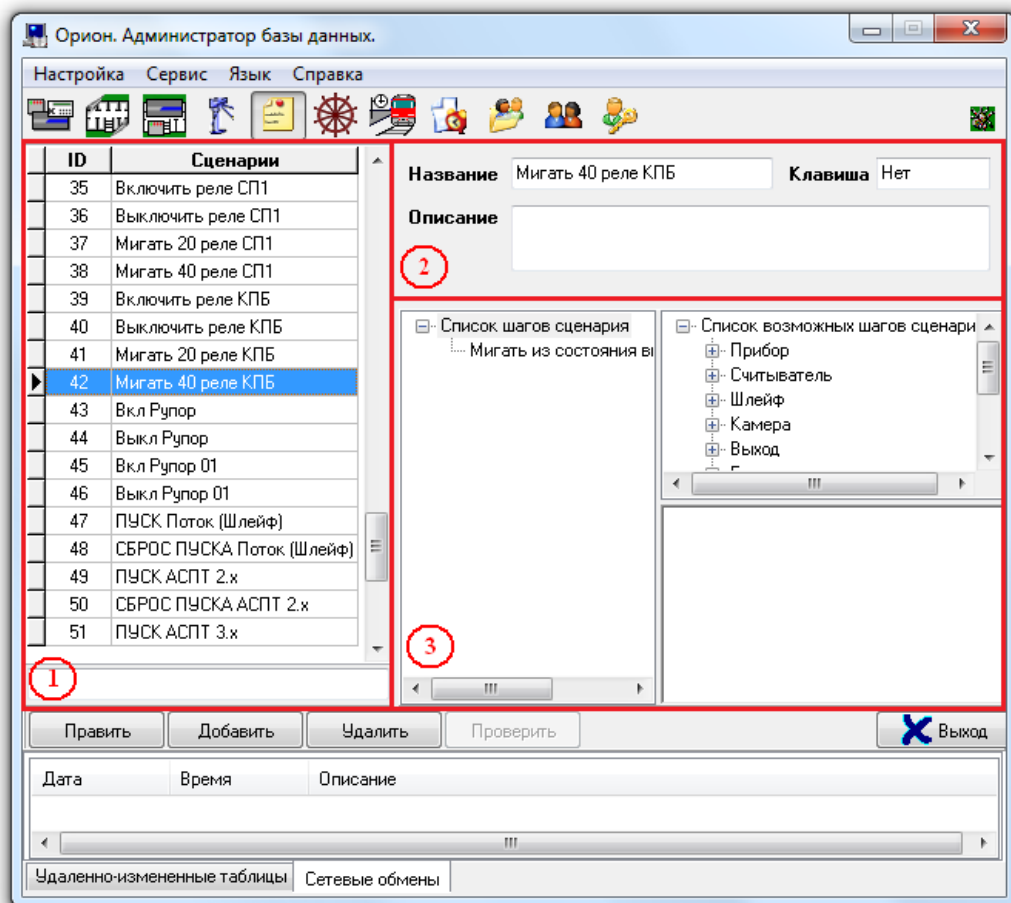 Орион. Администратор базы данных.
Настройка Сервис Язык Справка
ID Сценарии
35 Включить реле СП1
36 Выключить реле СП1
37 Мигать 20 реле СП1
38 Мигать 40 реле СП1
39 Включить реле КПБ
40 Выключить реле КПБ
41 Мигать 20 реле КПБ
42 Мигать 40 реле КПБ
43 Вкл Рупор
44 Выкл Рупор
45 Вкл Рупор 01
46 Выкл Рупор 01
47 ПУСК Поток (Шлейф)
48 СБРОС ПУСКА Поток (Шлейф)
49 ПУСК АСПТ 2.x
50 СБРОС ПУСКА АСПТ 2.x
51 ПУСК АСПТ 3.x
1
Название Мигать 40 реле КПБ Клавиша Нет
Описание
2
Список шагов сценария
Мигать из состояния вы
Список возможных шагов сценари
Прибор
Считыватель
Шлейф
Камера
Выход
3
Править Добавить Удалить Проверить Выход
Дата Время Описание
Удаленно-измененные таблицы Сетевые обмены